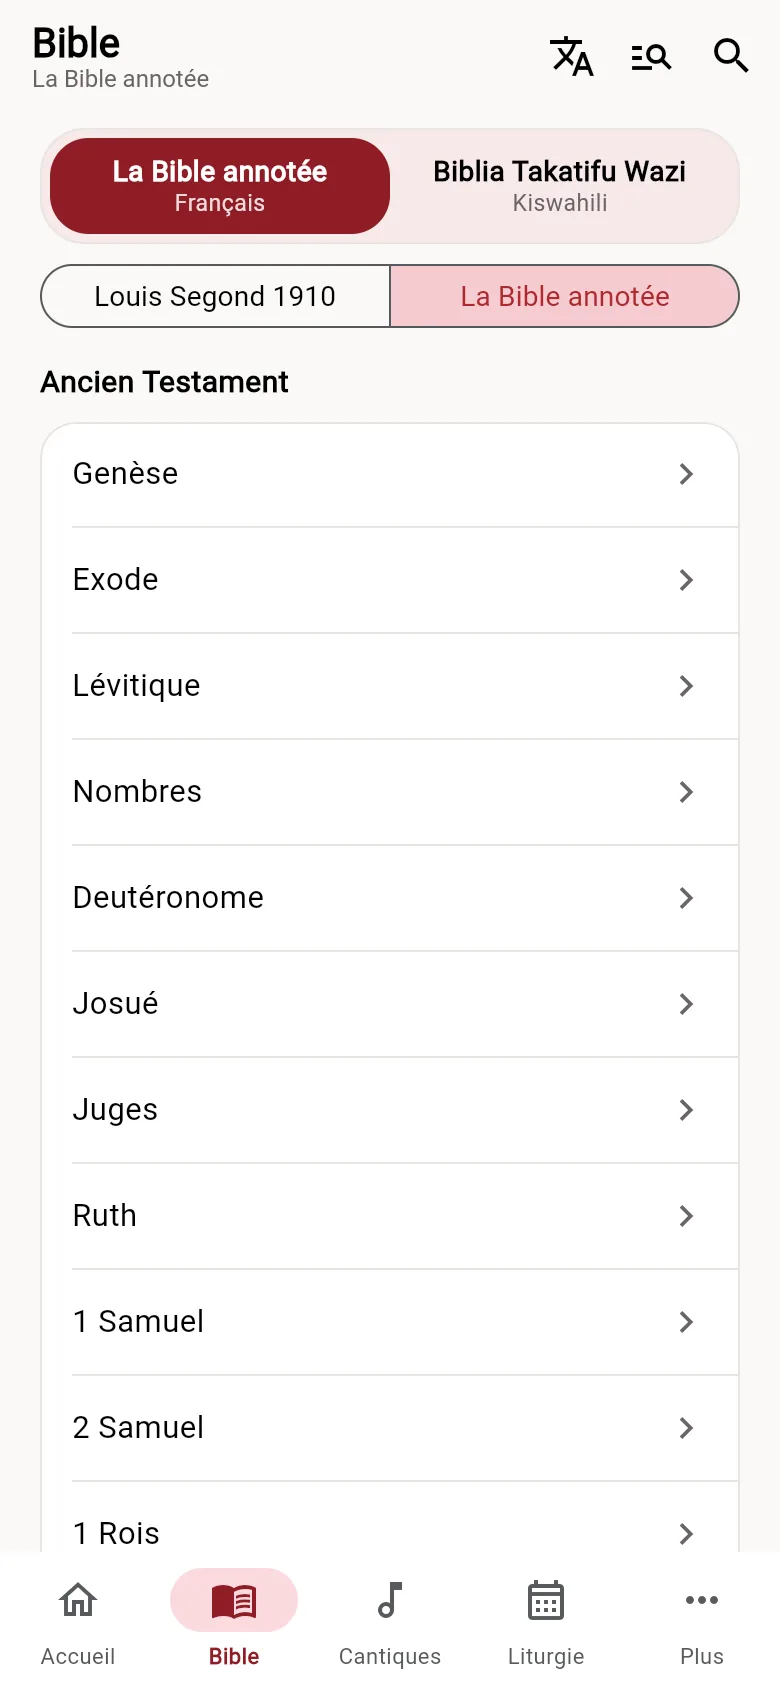 Bible
La Bible annotée
La Bible annotée
Français
Biblia Takatifu Wazi
Kiswahili
Louis Segond 1910
La Bible annotée
Ancien Testament
Genèse
Exode
Lévitique
Nombres
Deutéronome
Josué
Juges
Ruth
1 Samuel
2 Samuel
1 Rois
Accueil
Bible
Cantiques
Liturgie
Plus